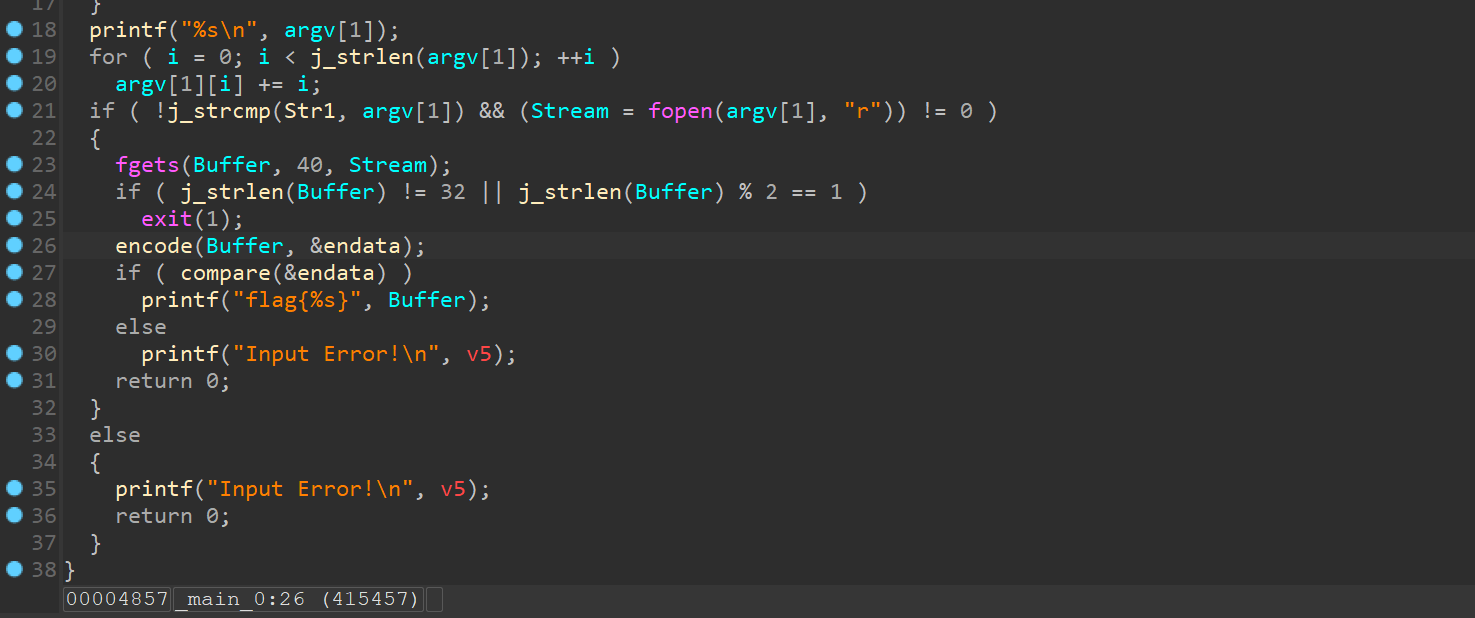 17 }
18 printf("%s\n", argv[1]);
19 for ( i = 0; i < j_strlen(argv[1]); ++i )
20 argv[1][i] += i;
21 if ( !j_strcmp(Str1, argv[1]) && (Stream = fopen(argv[1], "r")) != 0 )
22 {
23 fgets(Buffer, 40, Stream);
24 if ( j_strlen(Buffer) != 32 || j_strlen(Buffer) % 2 == 1 )
25 exit(1);
26 encode(Buffer, &endata);
27 if ( compare(&endata) )
28 printf("flag{%s}", Buffer);
29 else
30 printf("Input Error!\n", v5);
31 return 0;
32 }
33 else
34 {
35 printf("Input Error!\n", v5);
36 return 0;
37 }
38 }
00004857 _main_0:26 (415457)